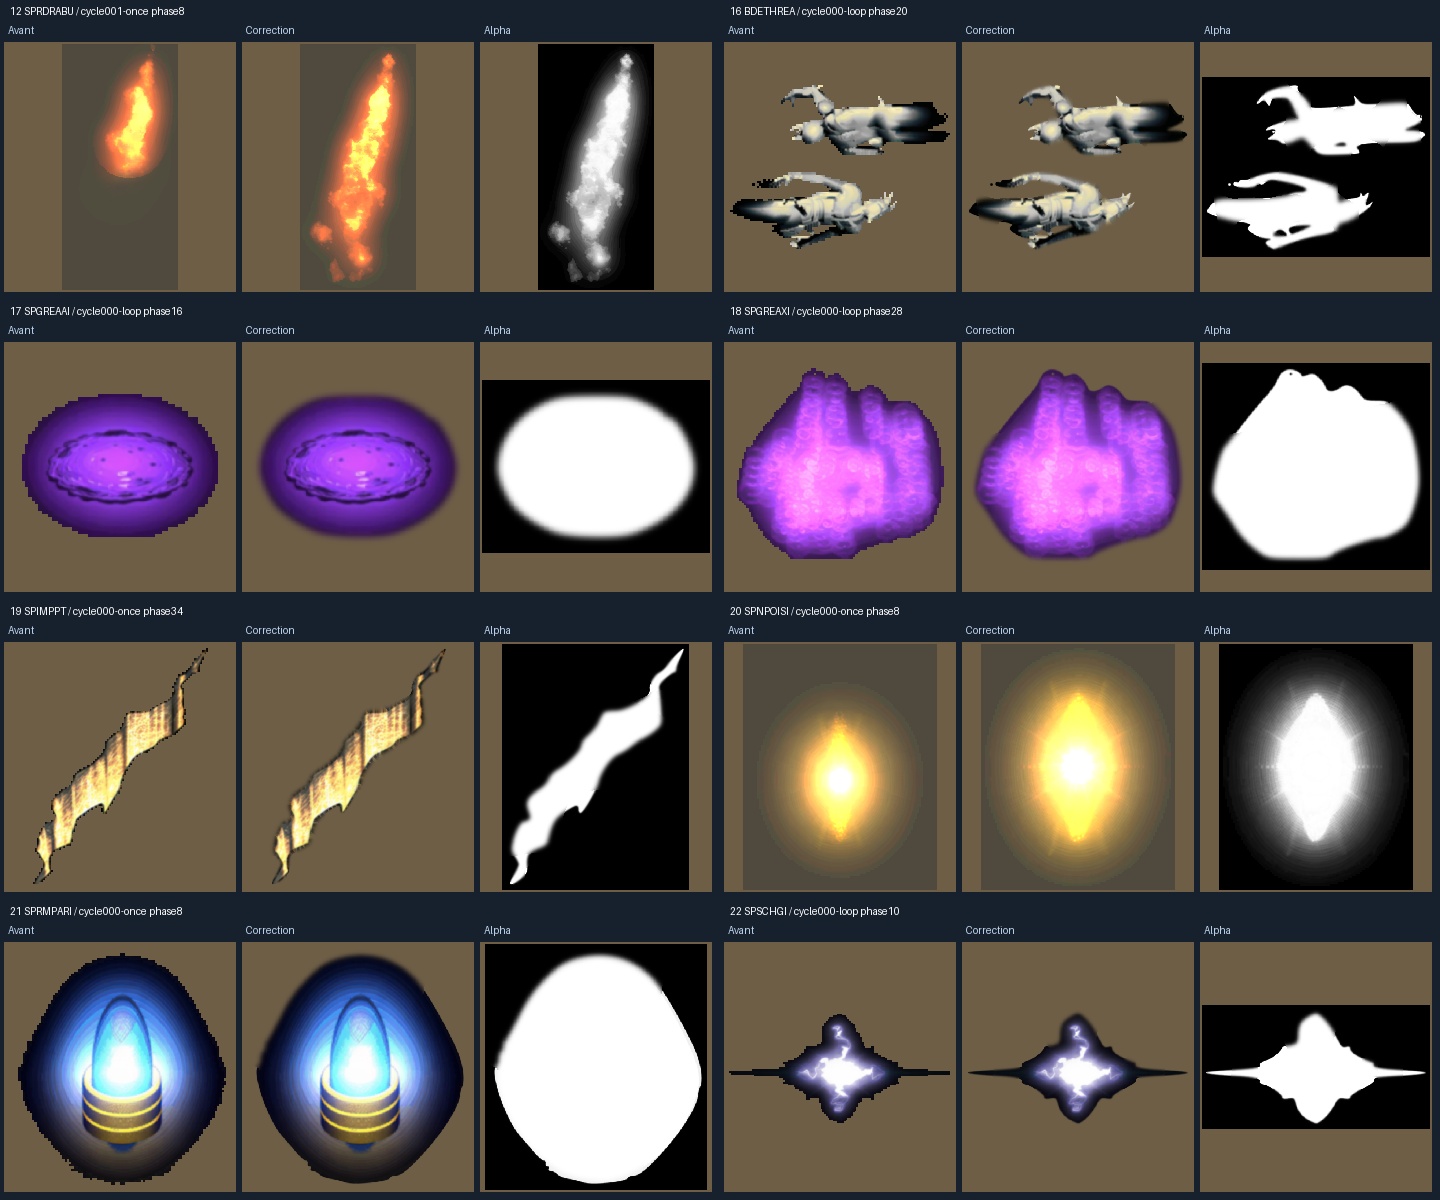 12 SPRDRABU / cycle001-once phase8
Avant
Correction
Alpha
16 BDETHREA / cycle000-loop phase20
Avant
Correction
Alpha
17 SPGREAAI / cycle000-loop phase16
Avant
Correction
Alpha
18 SPGREAXI / cycle000-loop phase28
Avant
Correction
Alpha
19 SPIMPPT / cycle000-once phase34
Avant
Correction
Alpha
20 SPNPOISI / cycle000-once phase8
Avant
Correction
Alpha
21 SPRMPARI / cycle000-once phase8
Avant
Correction
Alpha
22 SPSCHGI / cycle000-loop phase10
Avant
Correction
Alpha